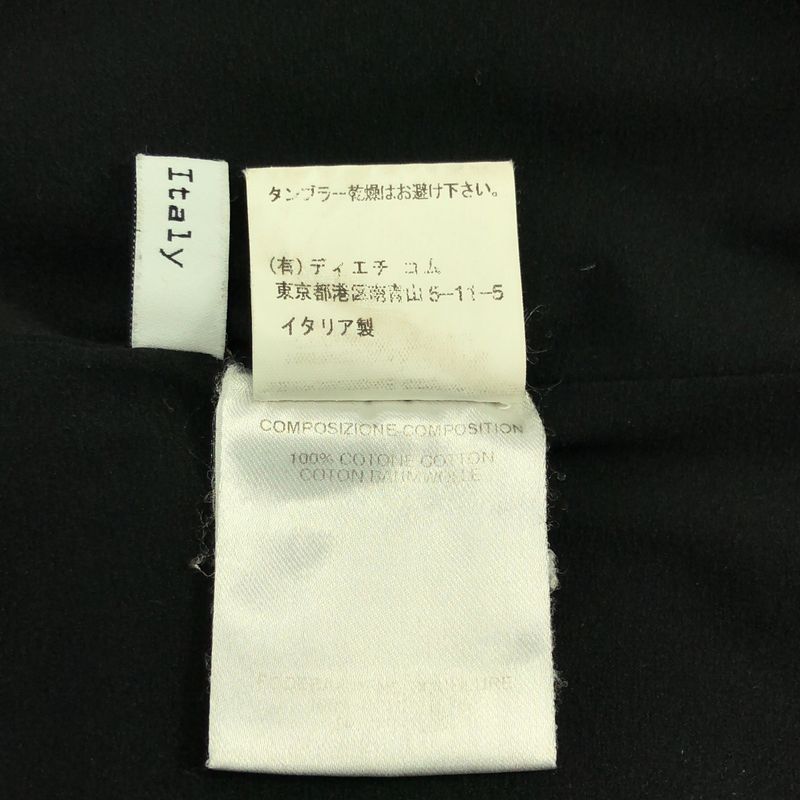 Italy
タンブラー乾燥はお避け下さい。
(有)ディエチ コム
東京都港区南青山 5-11-5
イタリア製
COMPOSIZIONE-COMPOSITION
100% COTONE COTTON
COTON BAUMWOLLE